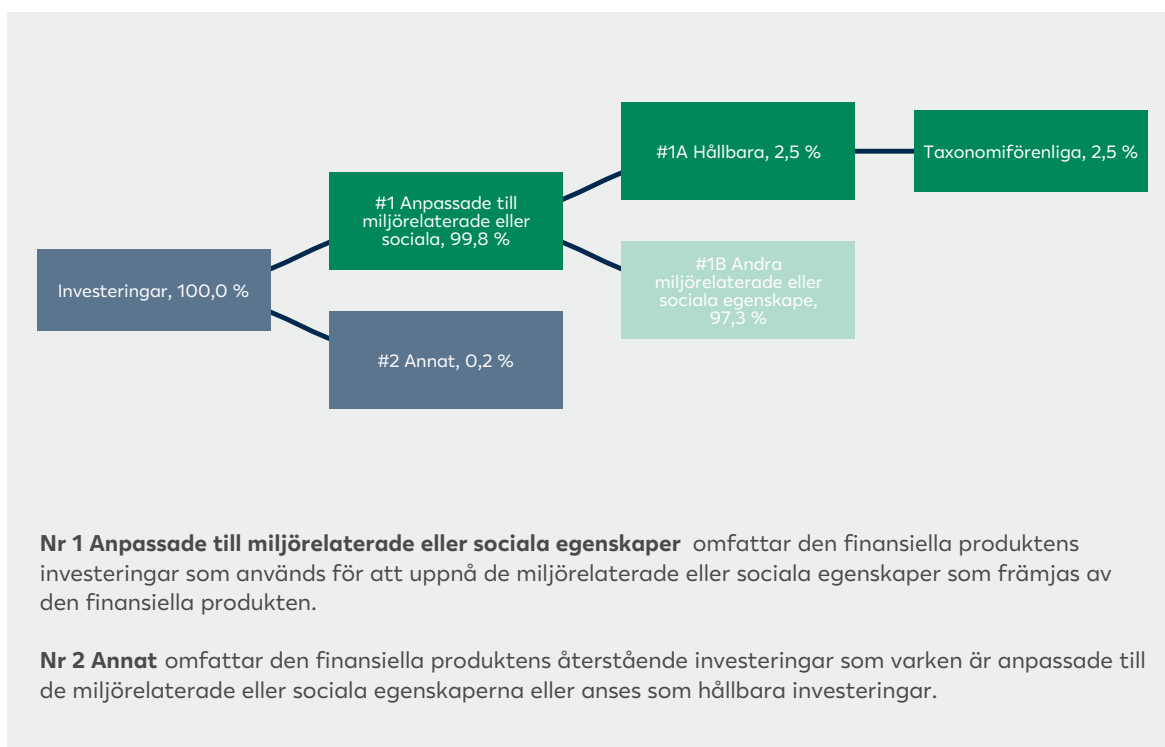 #1A Hållbara, 2,5 %
Taxonomiförenliga, 2,5 %
#1 Anpassade till
miljörelaterade eller
sociala, 99,8 %
#1B Andra
miljörelaterade eller
sociala egenskape,
97,3 %
Investeringar, 100,0 %
#2 Annat, 0,2 %
Nr 1 Anpassade till miljörelaterade eller sociala egenskaper omfattar den finansiella produktens
investeringar som används för att uppnå de miljörelaterade eller sociala egenskaper som främjas av
den finansiella produkten.
Nr 2 Annat omfattar den finansiella produktens återstående investeringar som varken är anpassade till
de miljörelaterade eller sociala egenskaperna eller anses som hållbara investeringar.